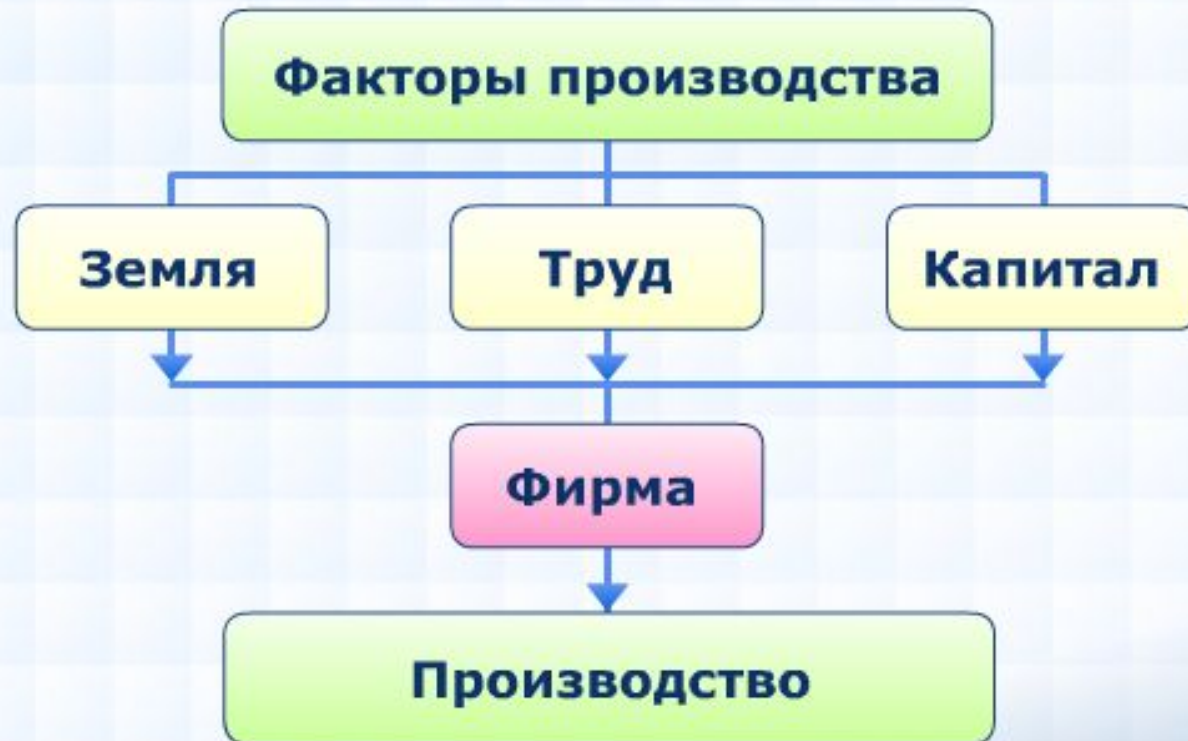 Факторы производства
Земля
Труд
Капитал
Фирма
Производство